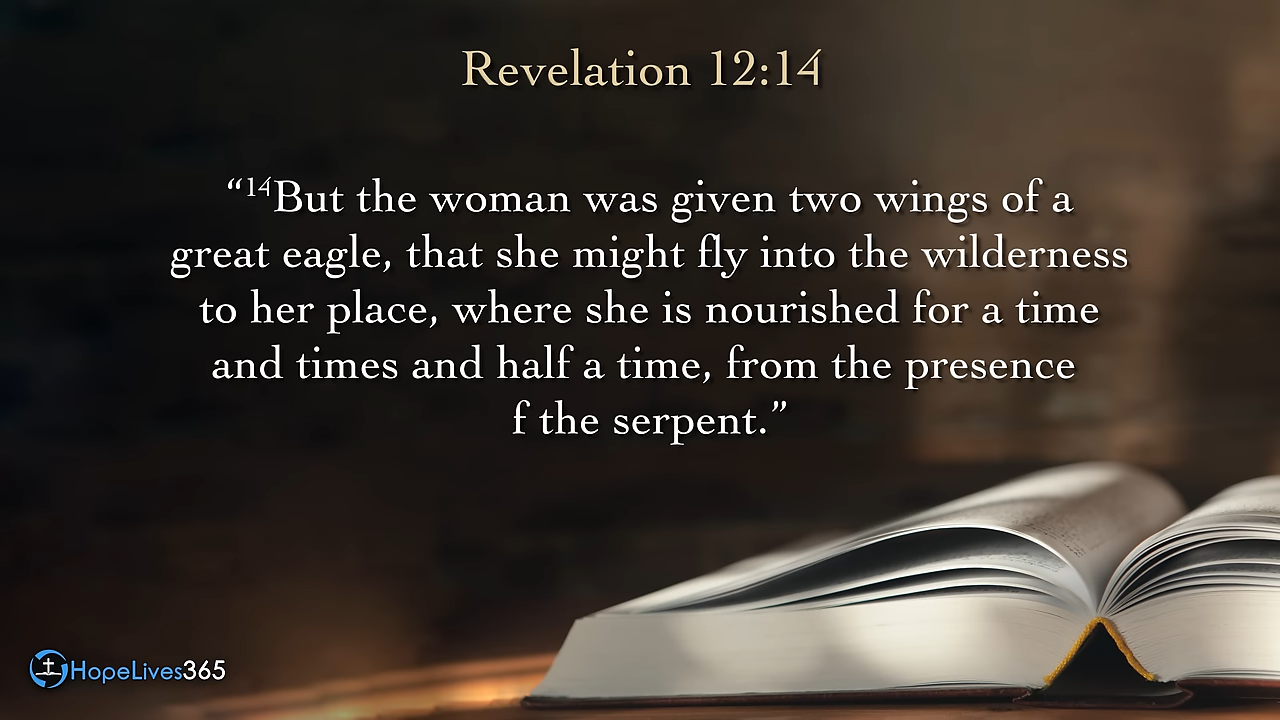 Revelation 12:14
“¹⁴But the woman was given two wings of a
great eagle, that she might fly into the wilderness
to her place, where she is nourished for a time
and times and half a time, from the presence
f the serpent.”
HopeLives365